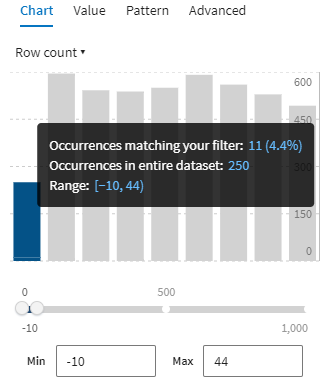 Chart Value Pattern Advanced
Row count ▾
600
450
Occurrences matching your filter: 11 (4.4%)
Occurrences in entire dataset: 250
300
Range: [−10, 44)
150
0
0 500
-10 1,000
Min -10 Max 44